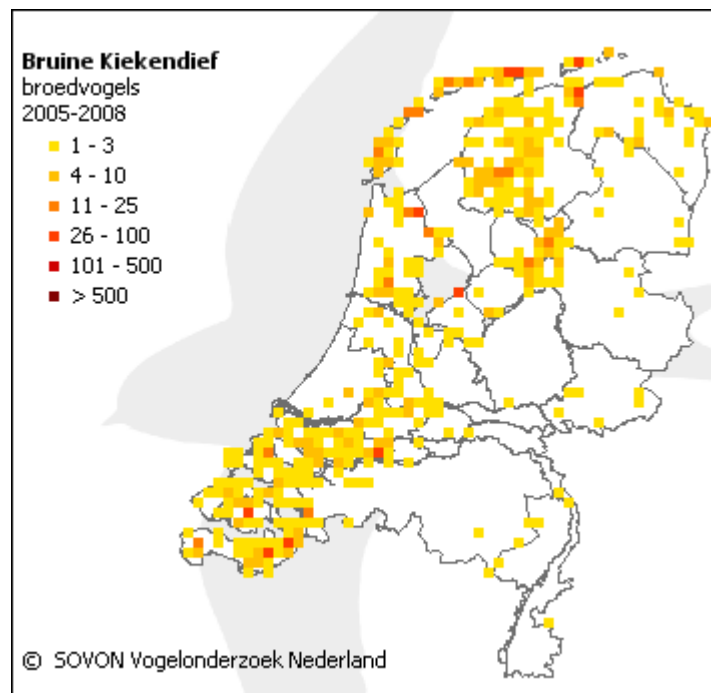 Bruine Kiekendief
broedvogels
2005-2008
1 - 3
4 - 10
11 - 25
26 - 100
101 - 500
> 500
© SOVON Vogelonderzoek Nederland